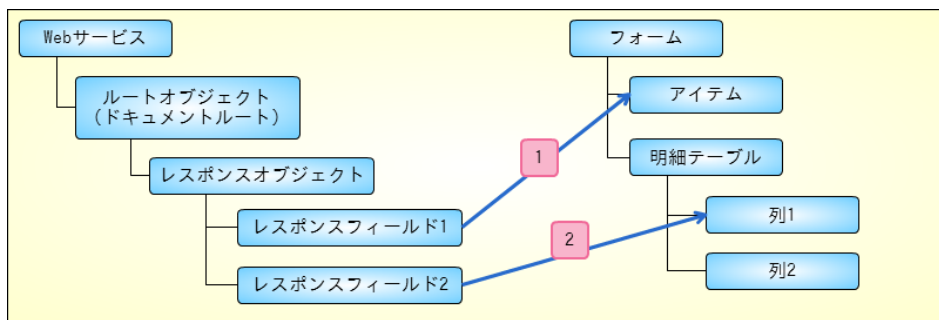 Webサービス
ルートオブジェクト
(ドキュメントルート)
レスポンスオブジェクト
レスポンスフィールド1
レスポンスフィールド2
1
2
フォーム
アイテム
明細テーブル
列1
列2